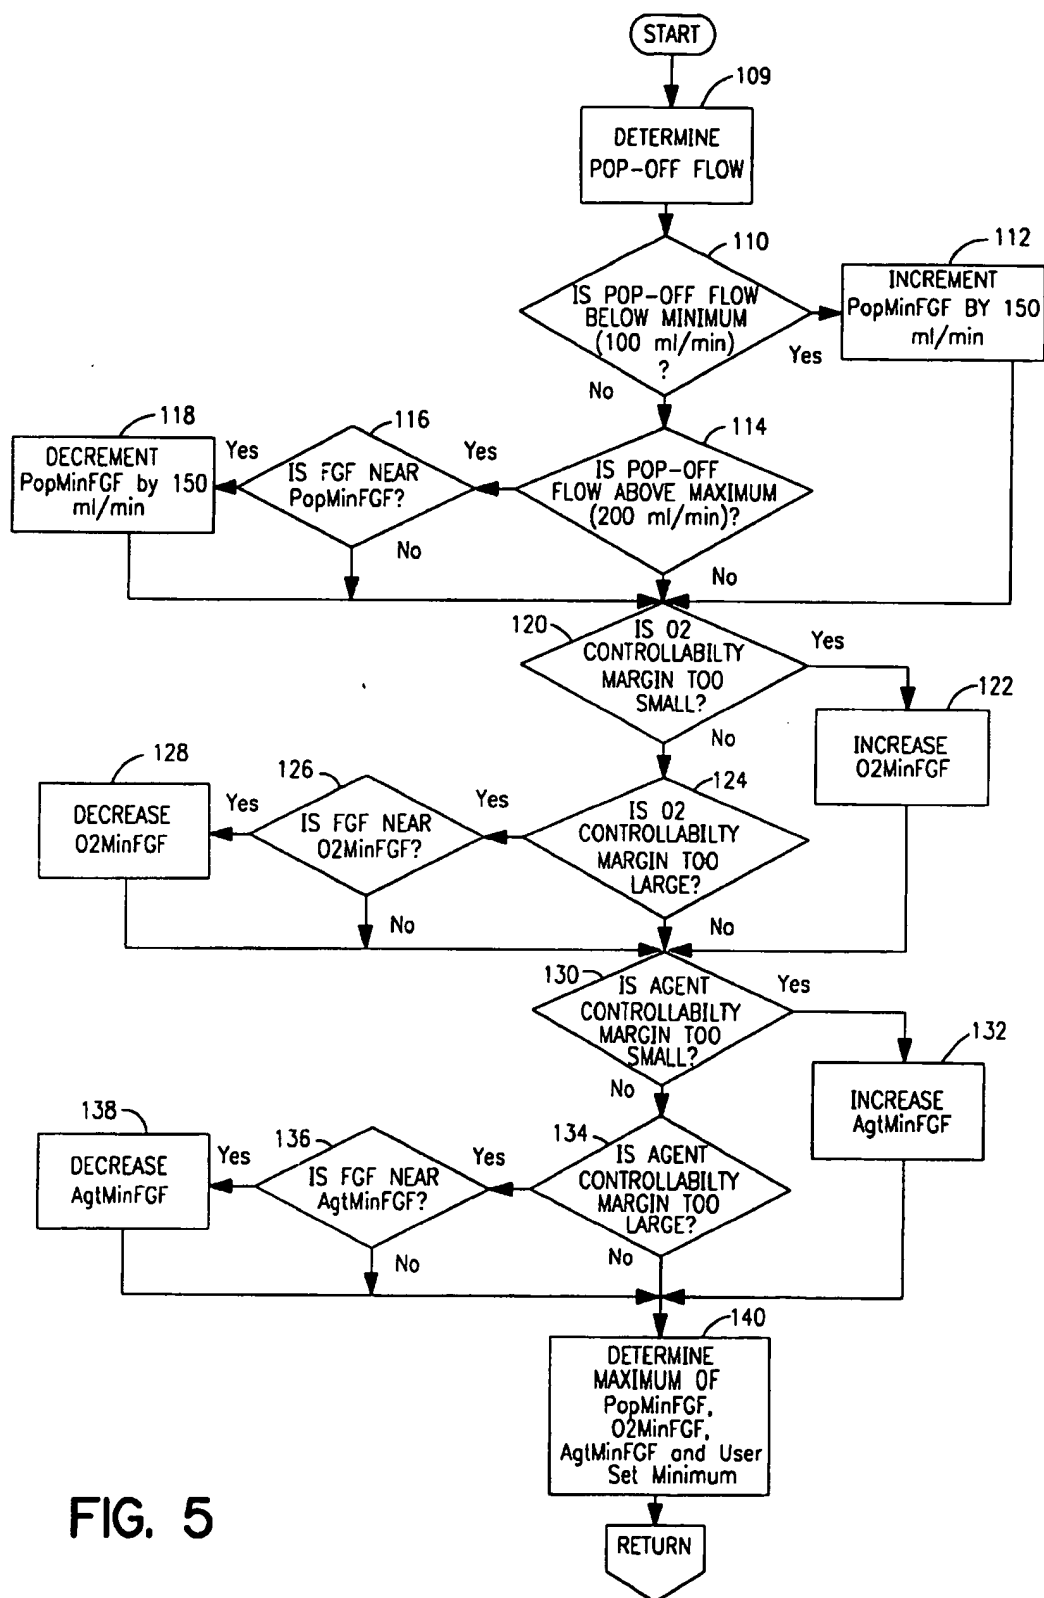 START
109
DETERMINE
POP-OFF FLOW
110
IS POP-OFF FLOW
BELOW MINIMUM
(100 ml/min)
?
Yes
No
112
INCREMENT
PopMinFGF BY 150
ml/min
114
IS POP-OFF
FLOW ABOVE MAXIMUM
(200 ml/min)?
Yes
No
116
IS FGF NEAR
PopMinFGF?
Yes
No
118
DECREMENT
PopMinFGF by 150
ml/min
120
IS O2
CONTROLLABILTY
MARGIN TOO
SMALL?
Yes
No
122
INCREASE
O2MinFGF
124
IS O2
CONTROLLABILTY
MARGIN TOO
LARGE?
Yes
No
126
IS FGF NEAR
O2MinFGF?
Yes
No
128
DECREASE
O2MinFGF
130
IS AGENT
CONTROLLABILTY
MARGIN TOO
SMALL?
Yes
No
132
INCREASE
AgtMinFGF
134
IS AGENT
CONTROLLABILTY
MARGIN TOO
LARGE?
Yes
No
136
IS FGF NEAR
AgtMinFGF?
Yes
No
138
DECREASE
AgtMinFGF
140
DETERMINE
MAXIMUM OF
PopMinFGF,
O2MinFGF,
AgtMinFGF and User
Set Minimum
RETURN
FIG. 5